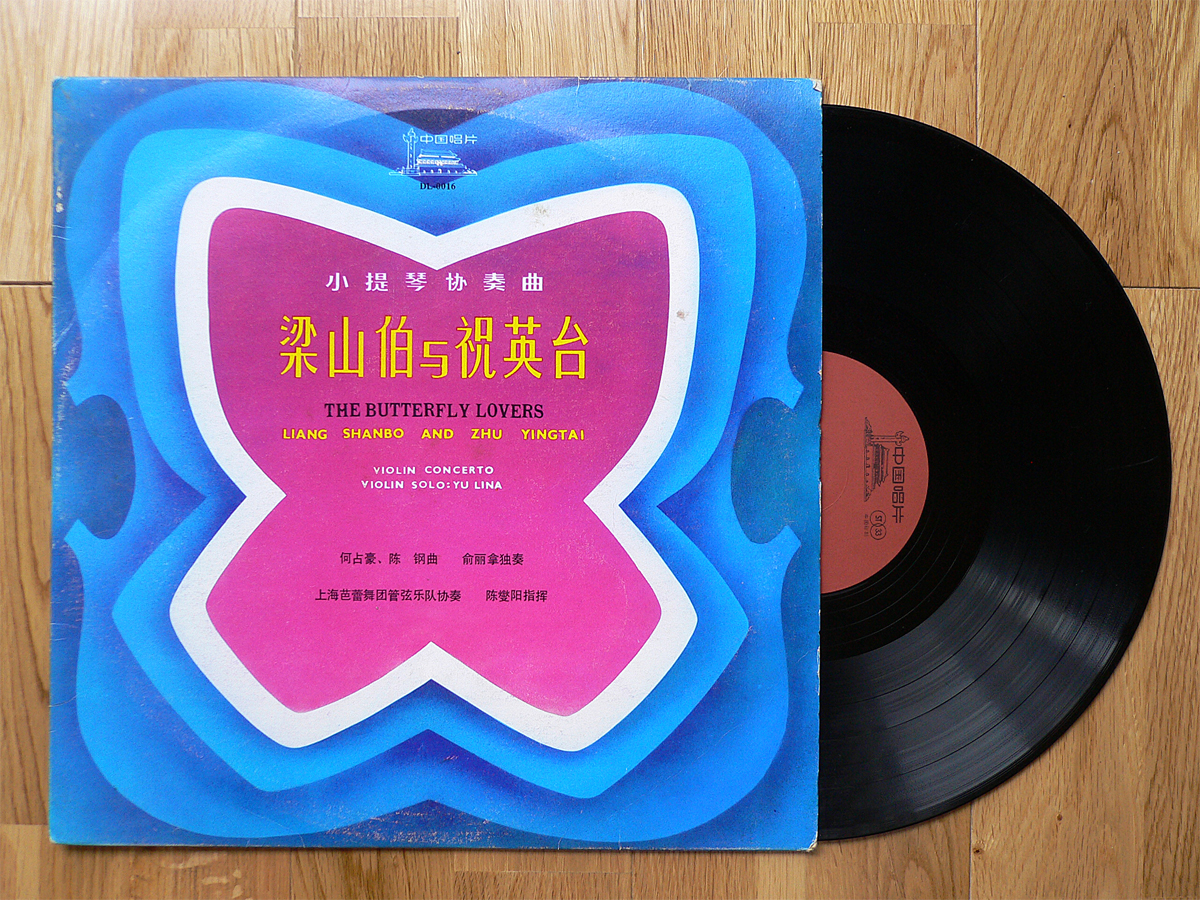 中国唱片
DL-0016
小提琴协奏曲
梁山伯与祝英台
THE BUTTERFLY LOVERS
LIANG SHANBO AND ZHU YINGTAI
VIOLIN CONCERTO
VIOLIN SOLO: YU LINA
何占豪、陈 钢曲 俞丽拿独奏
上海芭蕾舞团管弦乐队协奏 陈燮阳指挥
中国唱片
ST 33